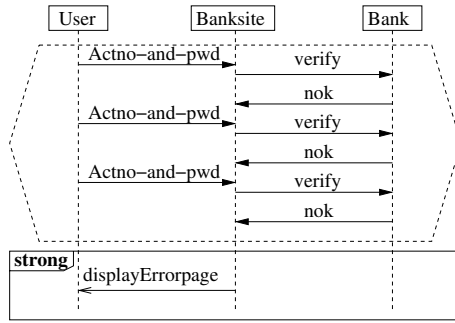 User Banksite Bank
Actno-and-pwd
verify
nok
Actno-and-pwd
verify
nok
Actno-and-pwd
verify
nok
strong
displayErrorpage